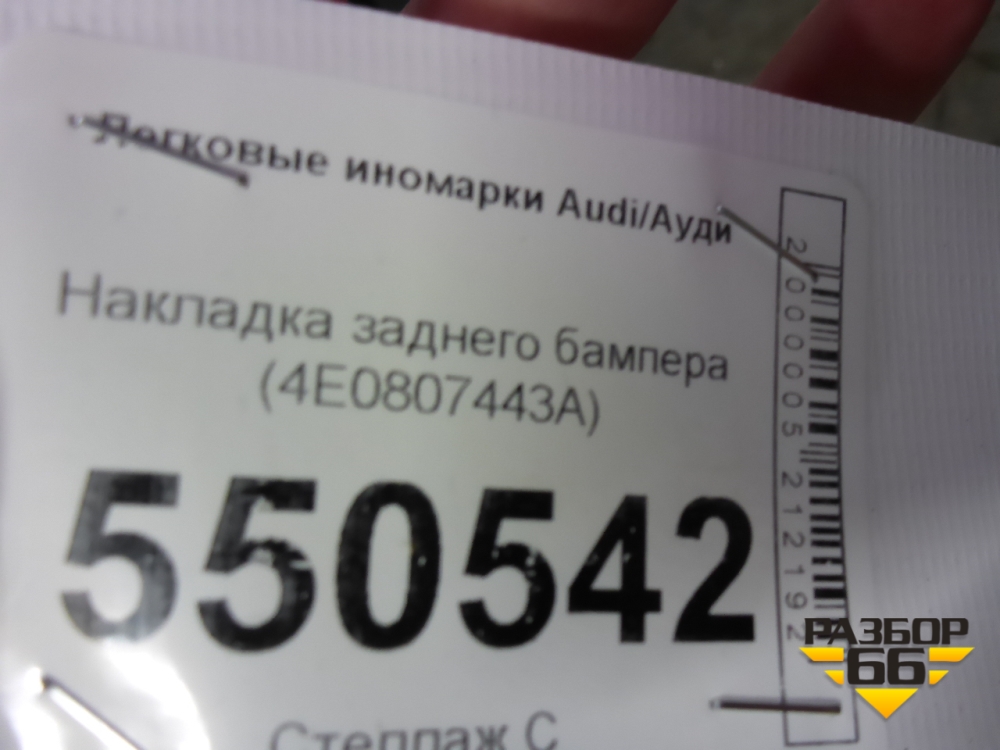 Легковые иномарки Audi/Ауди
Накладка заднего бампера
(4E0807443A)
550542
Стеллаж С
2000005212192
РАЗБОР
66